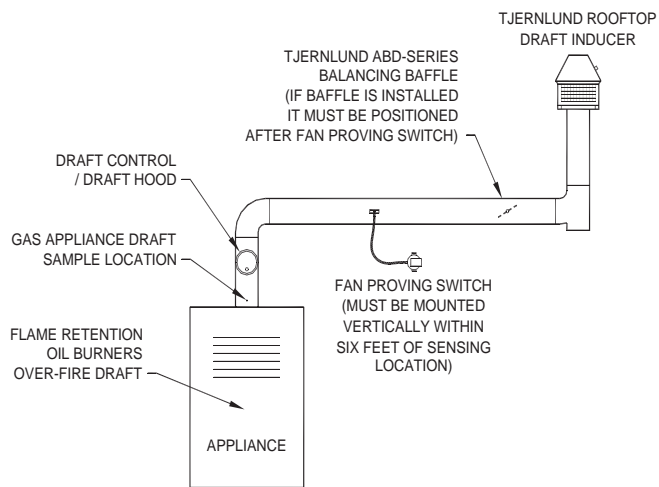 TJERNLUND ROOFTOP
DRAFT INDUCER
TJERNLUND ABD-SERIES
BALANCING BAFFLE
(IF BAFFLE IS INSTALLED
IT MUST BE POSITIONED
AFTER FAN PROVING SWITCH)
DRAFT CONTROL
/ DRAFT HOOD
GAS APPLIANCE DRAFT
SAMPLE LOCATION
FAN PROVING SWITCH
(MUST BE MOUNTED
VERTICALLY WITHIN
SIX FEET OF SENSING
LOCATION)
FLAME RETENTION
OIL BURNERS
OVER-FIRE DRAFT
APPLIANCE